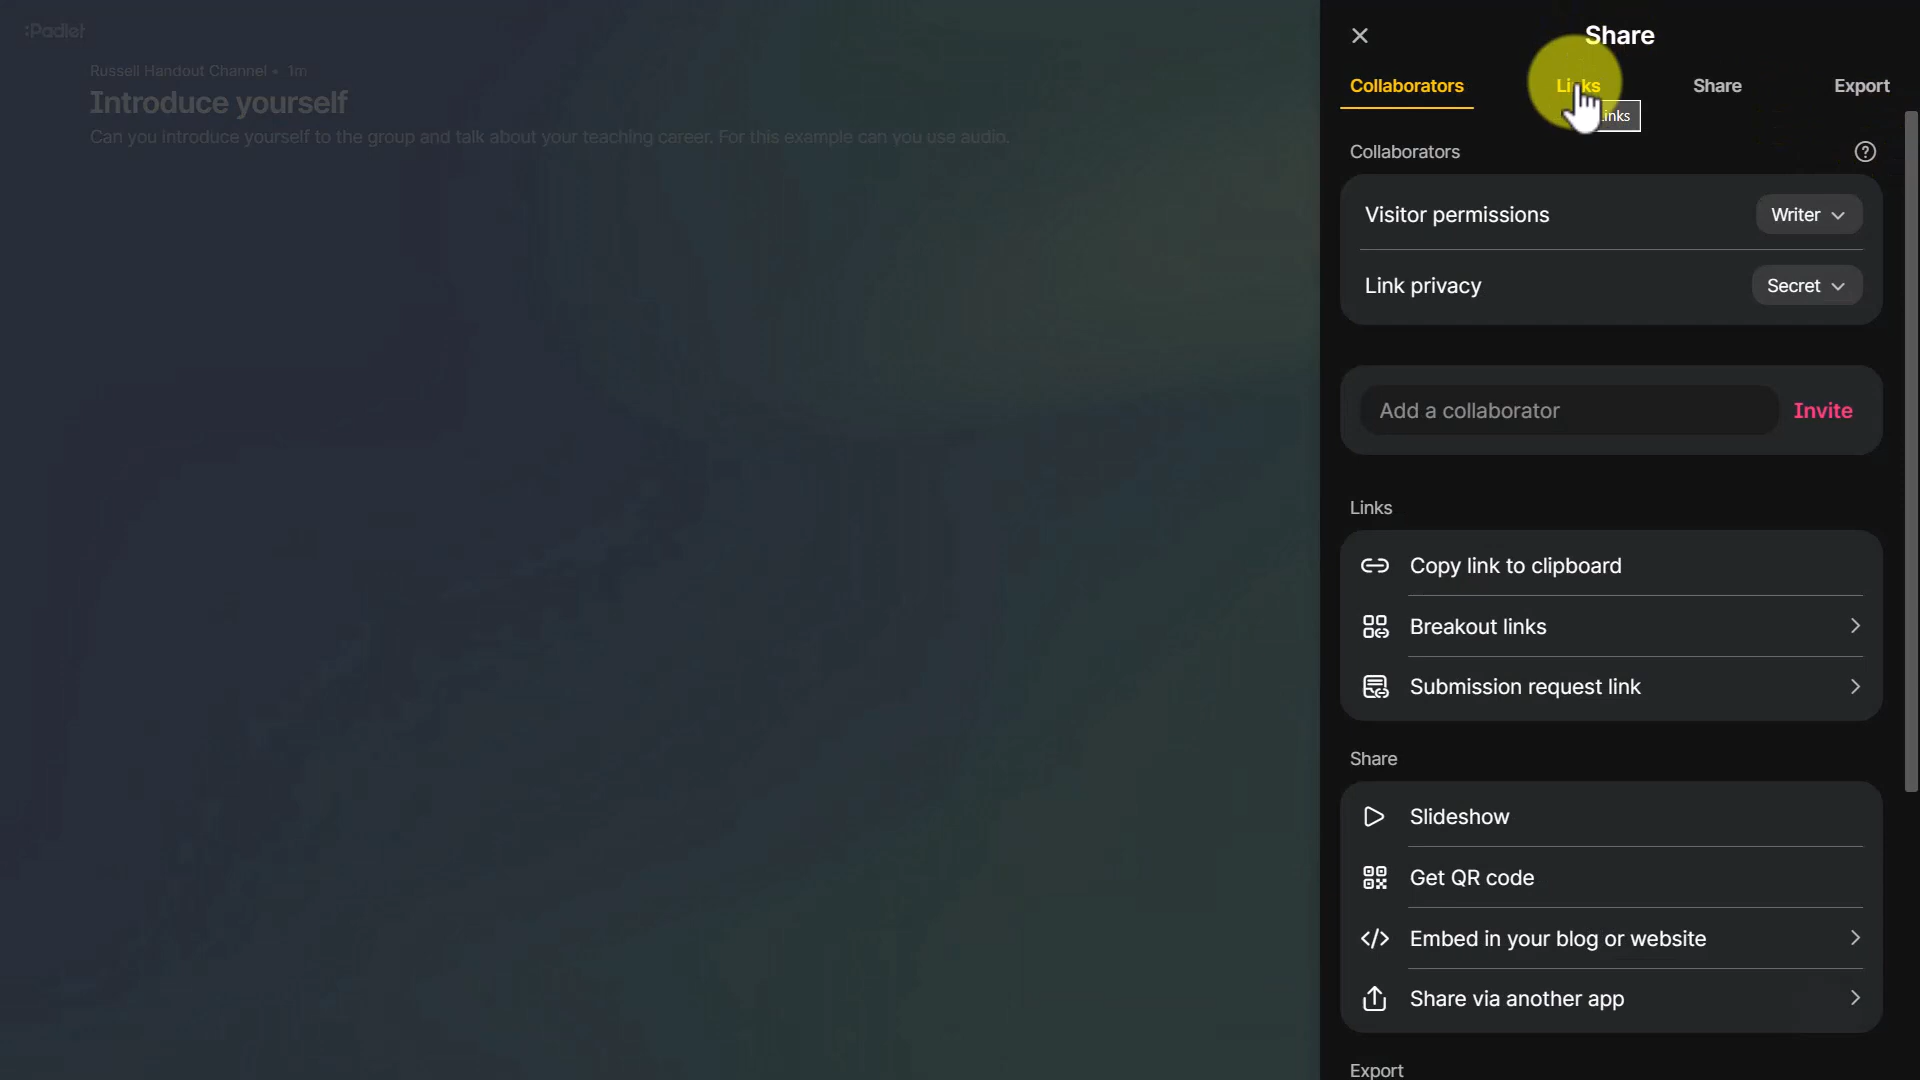 :Padlet
Russell Handout Channel • 1m
Introduce yourself
Can you introduce yourself to the group and talk about your teaching career. For this example can you use audio.
Share
Collaborators
Links
Share
Export
Links
Collaborators
Visitor permissions
Writer
Link privacy
Secret
Add a collaborator
Invite
Links
Copy link to clipboard
Breakout links
Submission request link
Share
Slideshow
Get QR code
Embed in your blog or website
Share via another app
Export